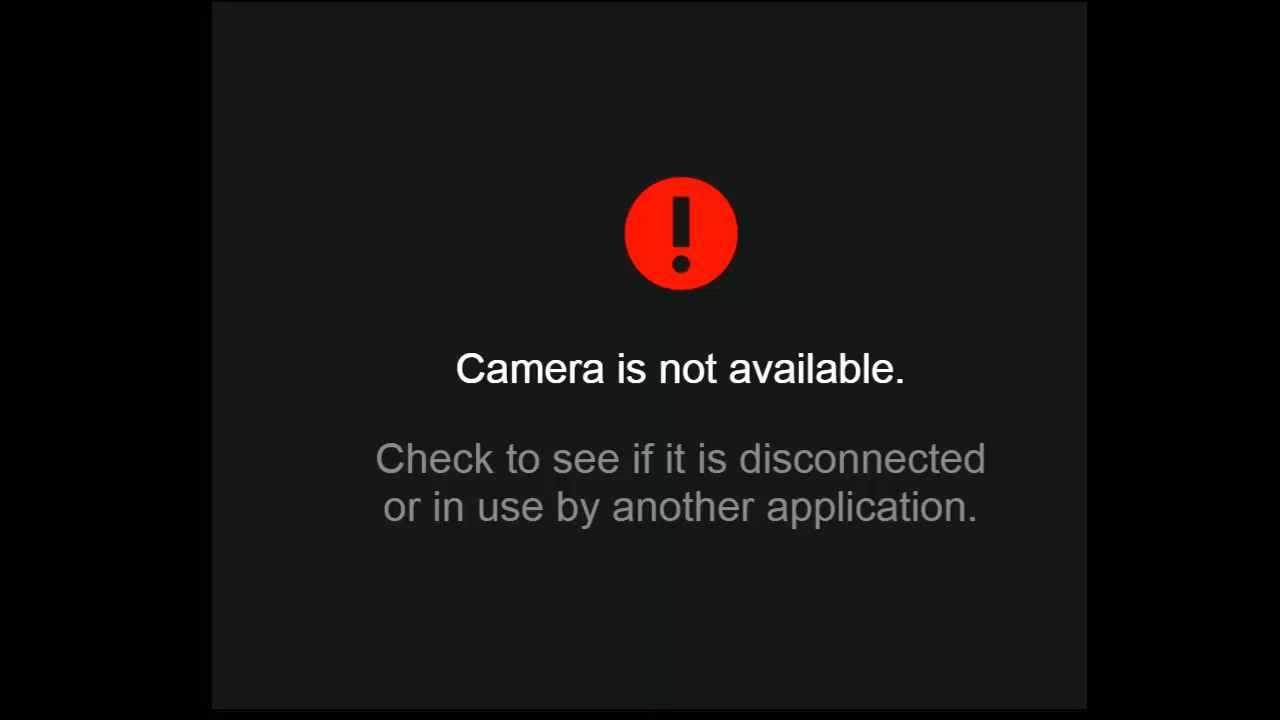 Camera is not available.
Check to see if it is disconnected
or in use by another application.